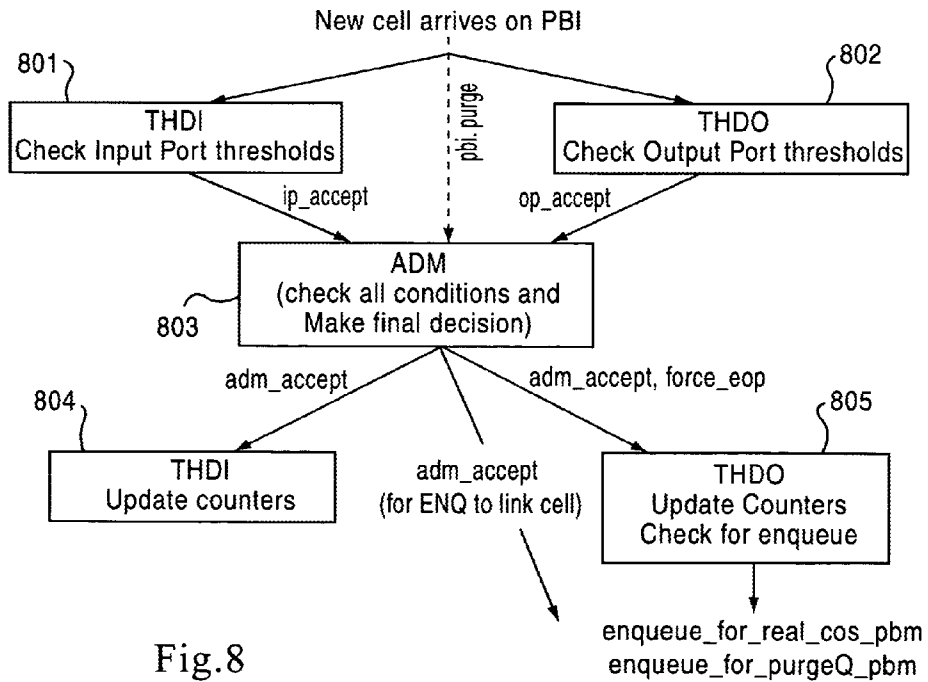 New cell arrives on PBI
801
802
THDI
Check Input Port thresholds
pbi. purge
THDO
Check Output Port thresholds
ip_accept
op_accept
ADM
(check all conditions and
Make final decision)
803
adm_accept
adm_accept, force_eop
804
805
THDI
Update counters
adm_accept
(for ENQ to link cell)
THDO
Update Counters
Check for enqueue
enqueue_for_real_cos_pbm
enqueue_for_purgeQ_pbm
Fig.8